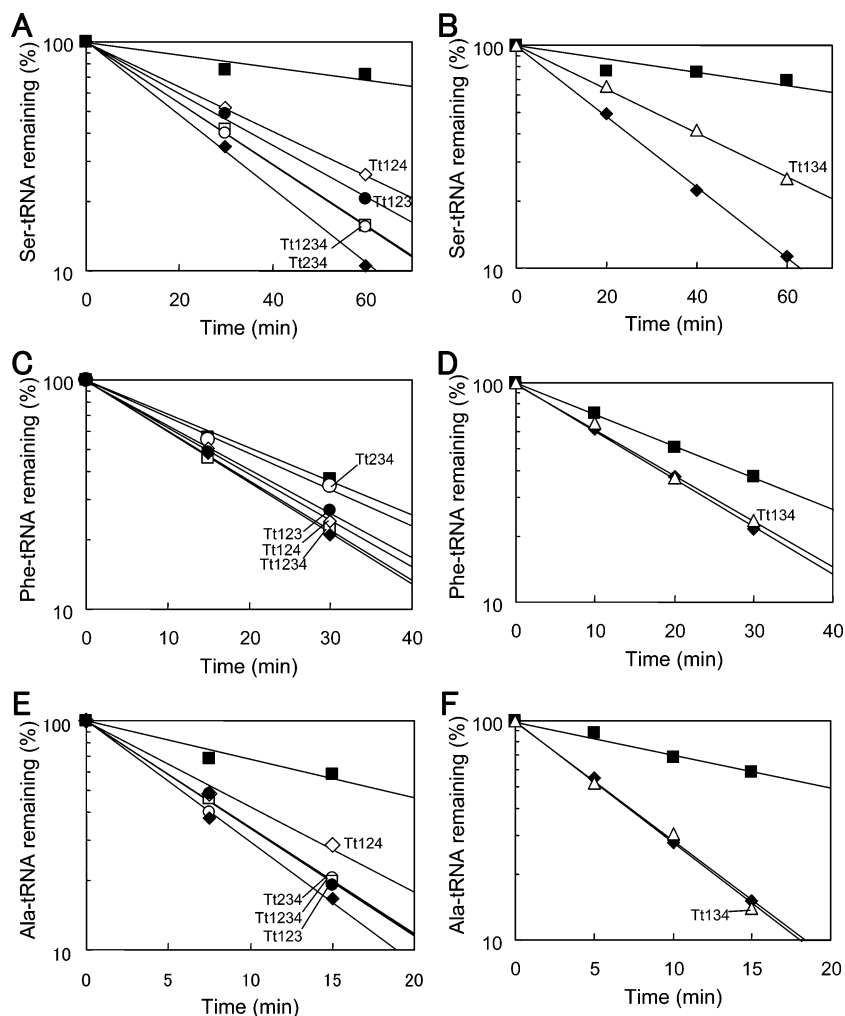 A
Ser-tRNA remaining (%)
100
10
Tt124
Tt123
Tt1234
Tt234
0 20 40 60
Time (min)
B
Ser-tRNA remaining (%)
100
10
Tt134
0 20 40 60
Time (min)
C
Phe-tRNA remaining (%)
100
10
Tt234
Tt123
Tt124
Tt1234
0 10 20 30 40
Time (min)
D
Phe-tRNA remaining (%)
100
10
Tt134
0 10 20 30 40
Time (min)
E
Ala-tRNA remaining (%)
100
10
Tt124
Tt234
Tt1234
Tt123
0 5 10 15 20
Time (min)
F
Ala-tRNA remaining (%)
100
10
Tt134
0 5 10 15 20
Time (min)